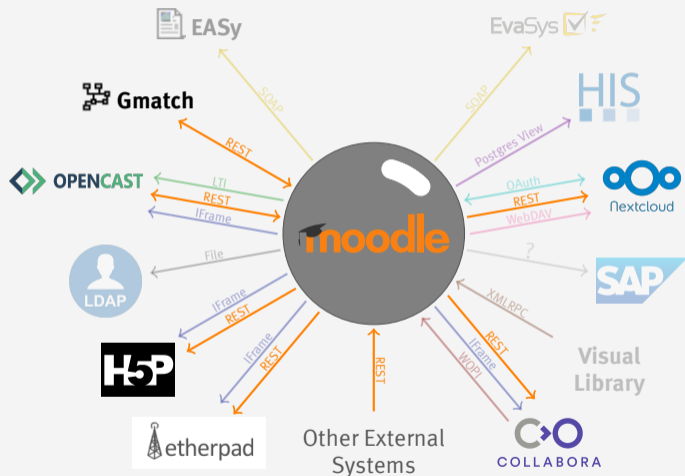 EASy
EvaSys
SOAP
SOAP
HIS
Gmatch
REST
Postgres View
OPENCAST
LTI
REST
IFrame
OAuth
REST
WebDAV
Nextcloud
moodle
File
LDAP
?
SAP
IFrame
REST
XMLRPC
H5P
IFrame
REST
REST
REST
IFrame
WOPI
Visual
Library
etherpad
Other External
Systems
COLLABORA